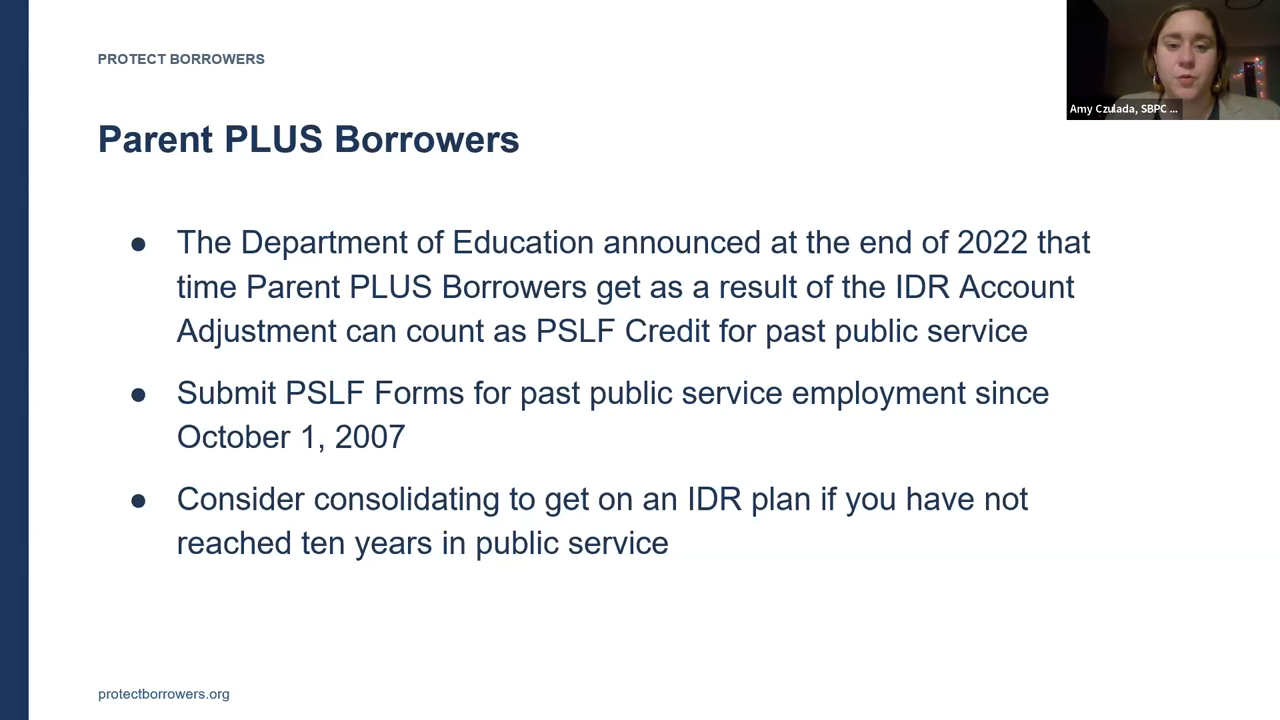 PROTECT BORROWERS
Amy Czulada, SBPC ...
Parent PLUS Borrowers
● The Department of Education announced at the end of 2022 that
time Parent PLUS Borrowers get as a result of the IDR Account
Adjustment can count as PSLF Credit for past public service
● Submit PSLF Forms for past public service employment since
October 1, 2007
● Consider consolidating to get on an IDR plan if you have not
reached ten years in public service
protectborrowers.org